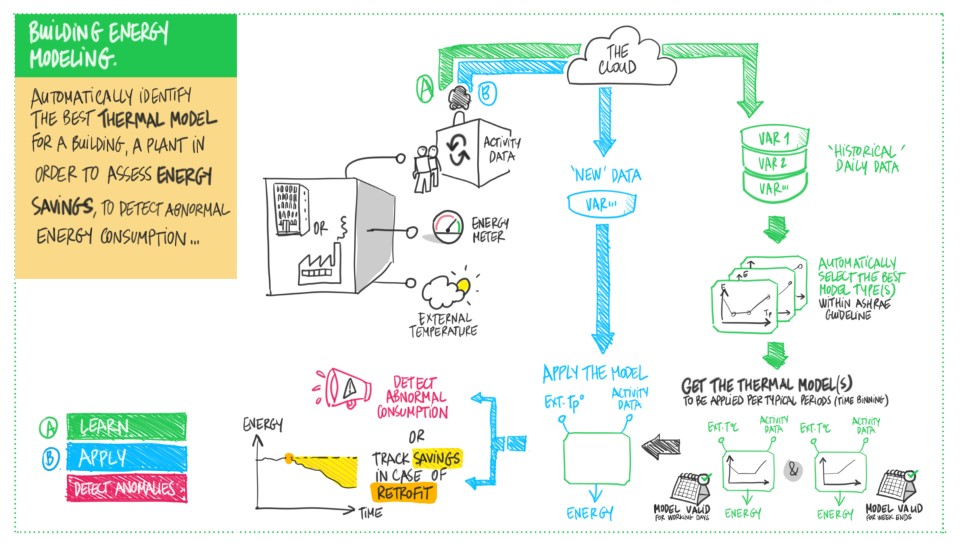 BUILDING ENERGY
MODELING.
AUTOMATICALLY IDENTIFY
THE BEST THERMAL MODEL
FOR A BUILDING, A PLANT IN
ORDER TO ASSESS ENERGY
SAVINGS, TO DETECT ABNORMAL
ENERGY CONSUMPTION...
A
B
THE
CLOUD
ACTIVITY
DATA
OR
ENERGY
METER
EXTERNAL
TEMPERATURE
'NEW' DATA
VAR...
VAR 1
VAR 2
VAR...
'HISTORICAL'
DAILY DATA
E
E
Tp
AUTOMATICALLY
SELECT THE BEST
MODEL TYPE(S)
WITHIN ASHRAE
GUIDELINE
GET THE THERMAL MODEL(S)
TO BE APPLIED PER TYPICAL PERIODS (TIME BINNING)
EXT. T°C
ACTIVITY
DATA
EXT. T°C
ACTIVITY
DATA
&
MODEL VALID
FOR WORKING DAYS
ENERGY
ENERGY
MODEL VALID
FOR WEEK ENDS
APPLY THE MODEL
EXT. Tp°
ACTIVITY
DATA
ENERGY
DETECT
ABNORMAL
CONSUMPTION
OR
TRACK SAVINGS
IN CASE OF
RETROFIT
ENERGY
TIME
A LEARN
B APPLY
DETECT ANOMALIES